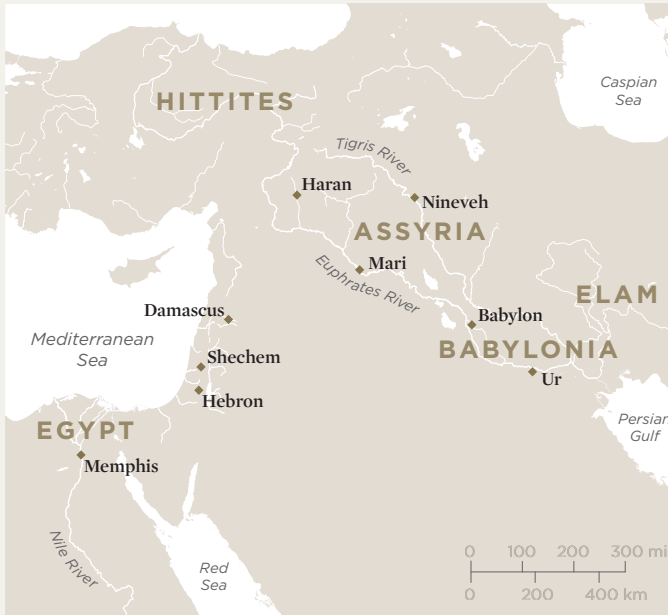 Caspian
Sea
HITTITES
Tigris River
Haran
Nineveh
ASSYRIA
Mari
Euphrates River
ELAM
Damascus
Babylon
Mediterranean
Sea
BABYLONIA
Shechem
Ur
Hebron
Persian
Gulf
EGYPT
Memphis
Nile River
Red
Sea
0 100 200 300 mi
0 200 400 km